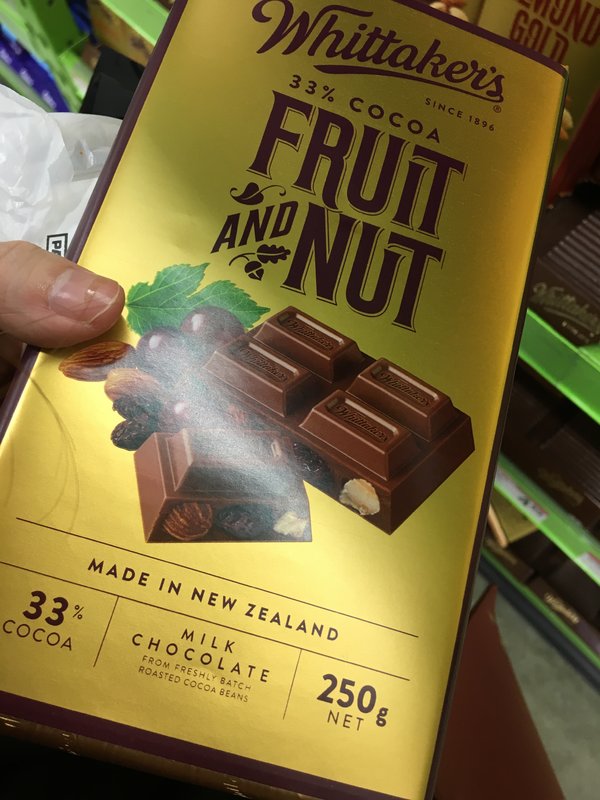 Whittaker's
SINCE 1896
33% COCOA
FRUIT
AND
NUT
MADE IN NEW ZEALAND
33%
COCOA
MILK
CHOCOLATE
FROM FRESHLY BATCH
ROASTED COCOA BEANS
250g
NET
GOLD